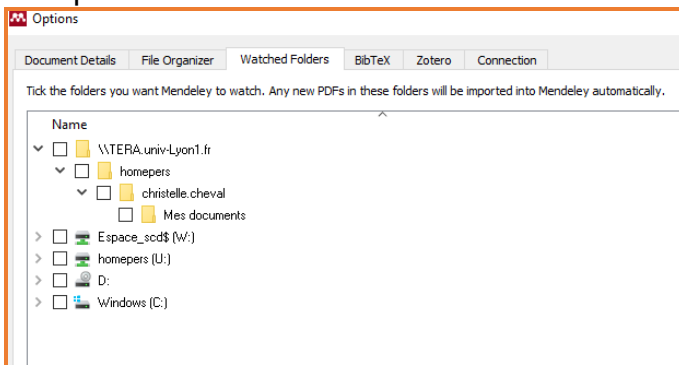 Options
Document Details File Organizer Watched Folders BibTeX Zotero Connection
Tick the folders you want Mendeley to watch. Any new PDFs in these folders will be imported into Mendeley automatically.
Name
\\TERA.univ-Lyon1.fr
homepers
christelle.cheval
Mes documents
Espace_scd$ (W:)
homepers (U:)
D:
Windows (C:)